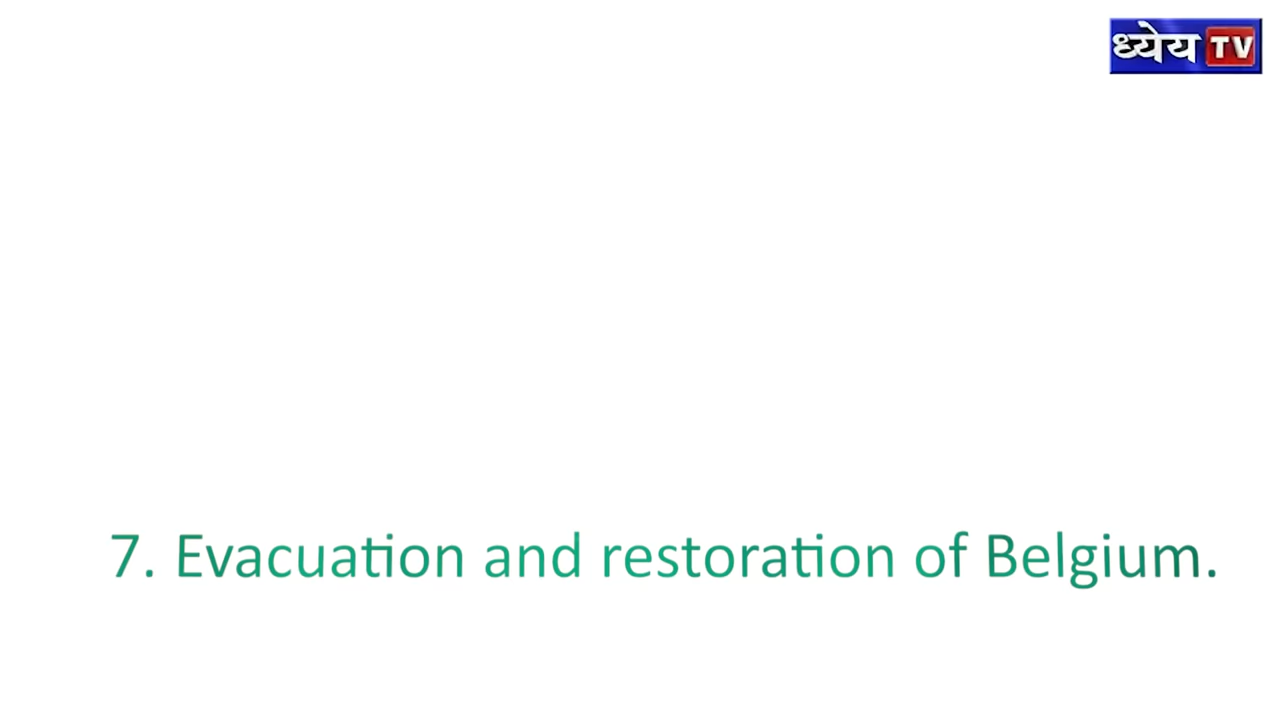 ध्येय TV
7. Evacuation and restoration of Belgium.